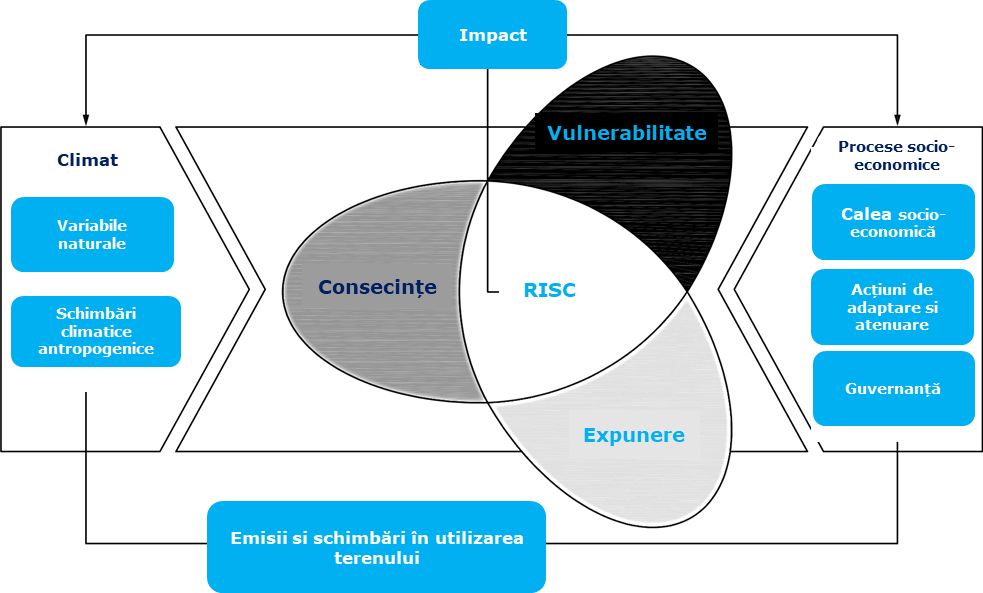 Impact
Vulnerabilitate
Climat
Variabile
naturale
Schimbări
climatice
antropogenice
Consecințe
RISC
Expunere
Procese socio-
economice
Calea socio-
economică
Acțiuni de
adaptare si
atenuare
Guvernanță
Emisii si schimbări în utilizarea
terenului